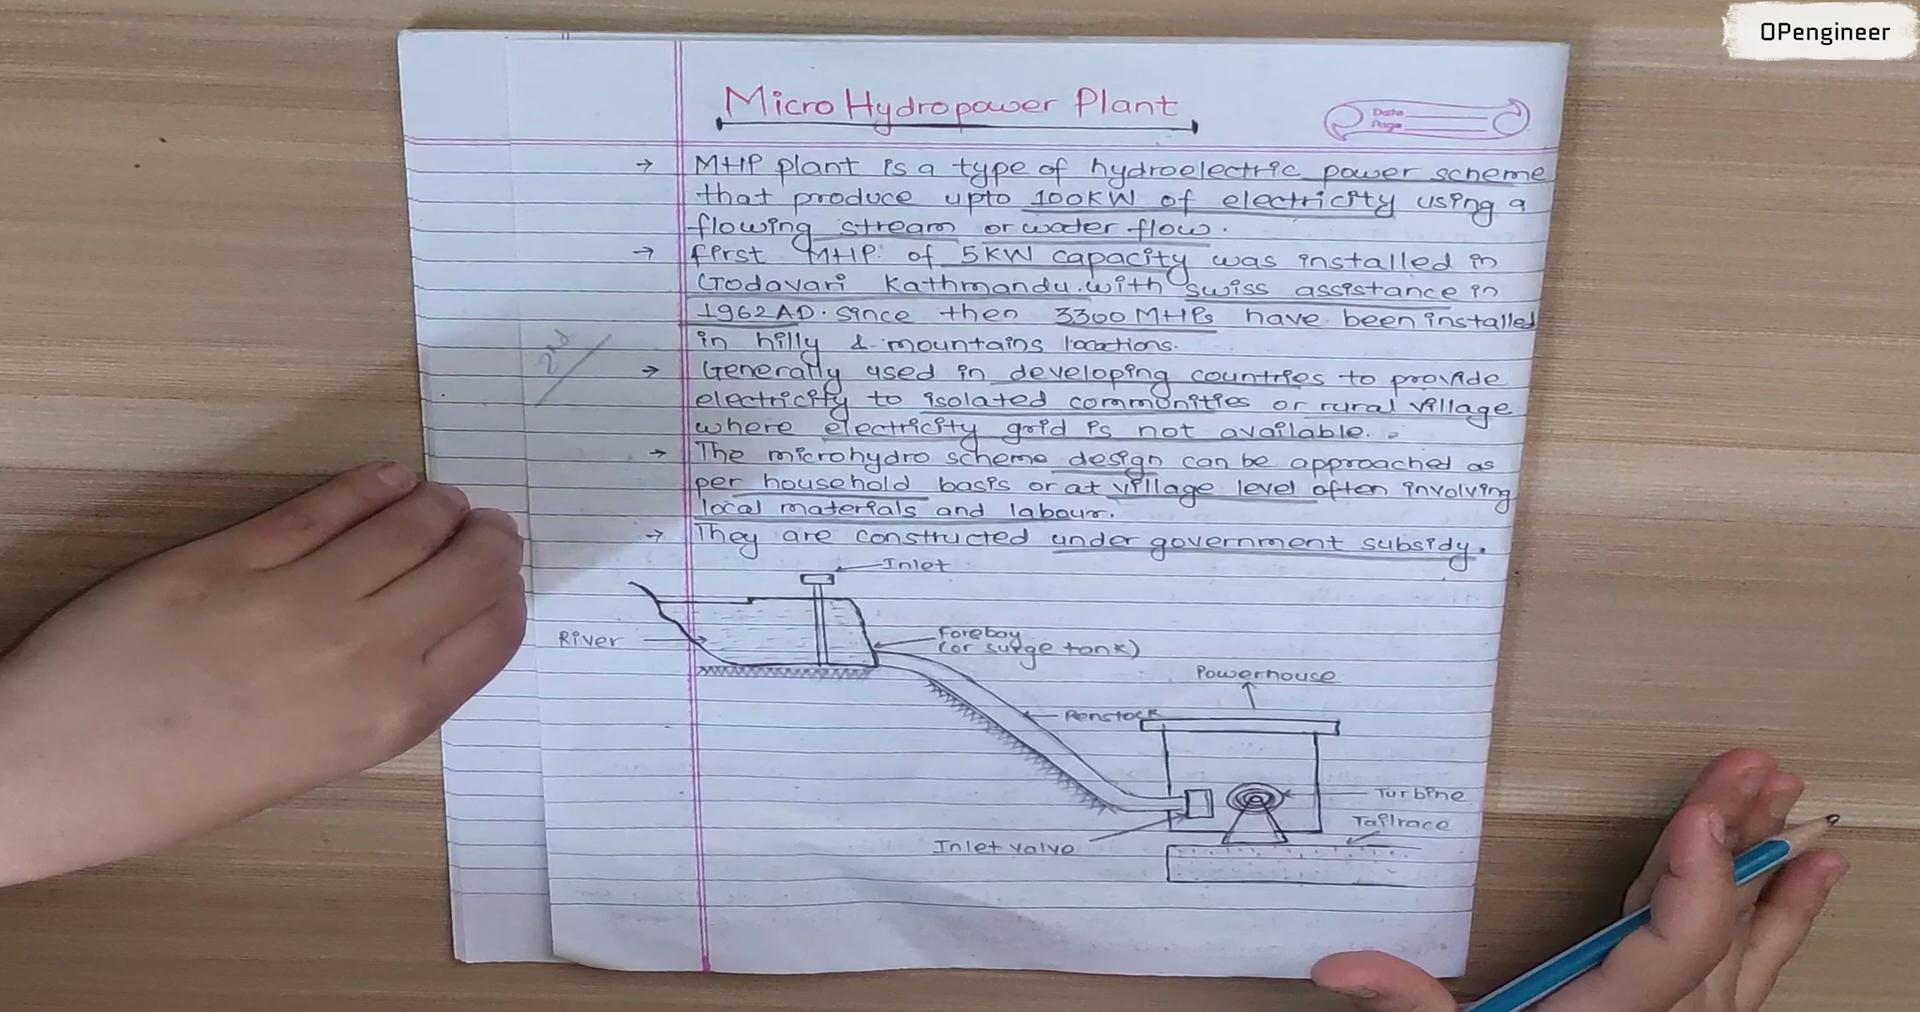 OPengineer
Micro Hydropower Plant
Date
Page
→ MHP plant is a type of hydroelectric power scheme
that produce upto 100KW of electricity using a
flowing stream or water flow.
→ first MHP of 5KW capacity was installed in
Godavari Kathmandu with swiss assistance in
1962AD. Since then 3300 MHPs have been installed
in hilly & mountains locations.
→ Generally used in developing countries to provide
electricity to isolated communities or rural village
where electricity grid is not available.
→ The microhydro scheme design can be approached as
per household basis or at village level often involving
local materials and labour.
→ They are constructed under government subsidy.
2nd
Inlet
River
Forebay
(or surge tank)
Powerhouse
Penstock
Turbine
Tailrace
Inlet valve